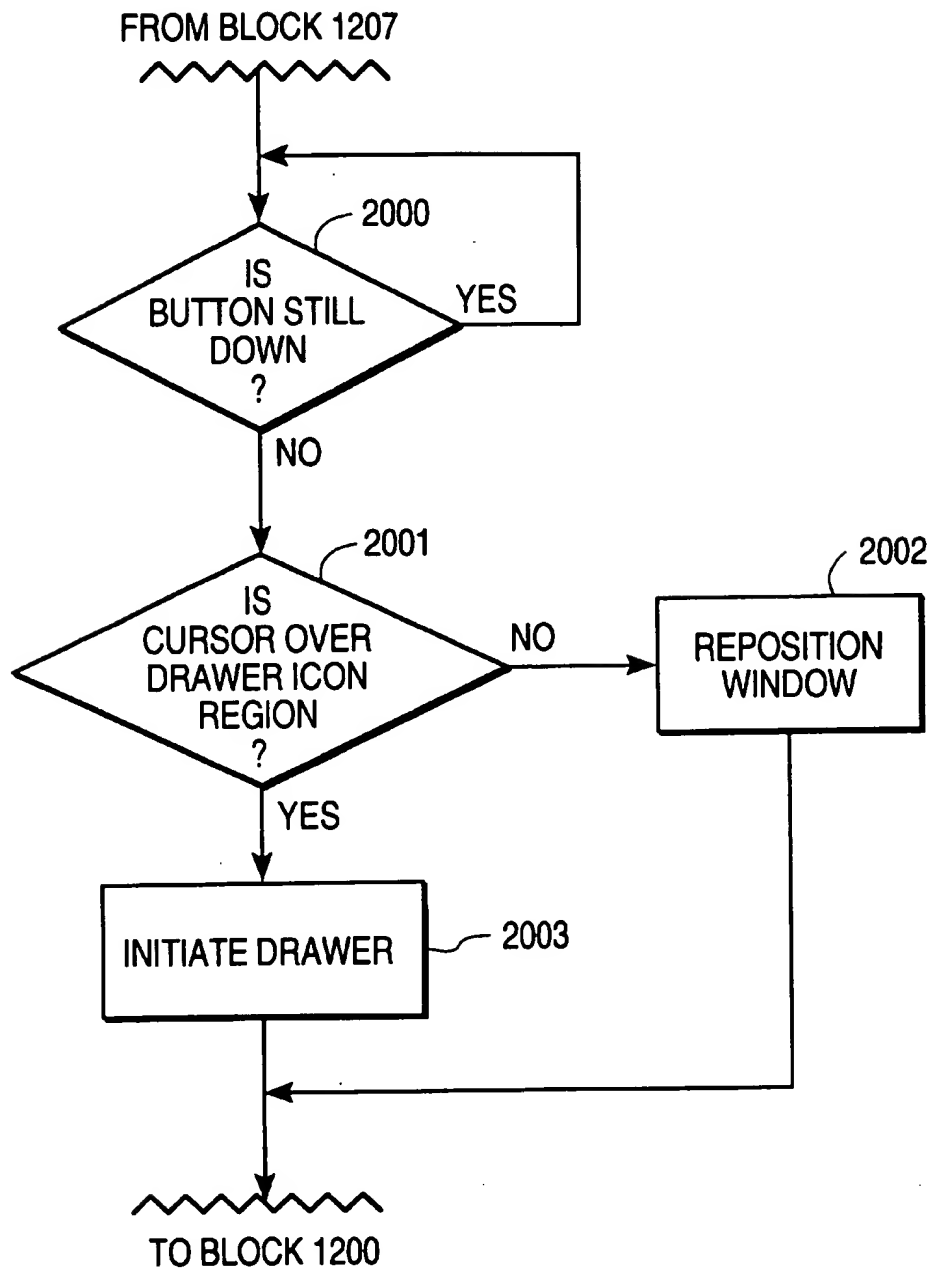 FROM BLOCK 1207
2000
IS
BUTTON STILL
DOWN
?
YES
NO
2001
IS
CURSOR OVER
DRAWER ICON
REGION
?
NO
2002
REPOSITION
WINDOW
YES
INITIATE DRAWER
2003
TO BLOCK 1200